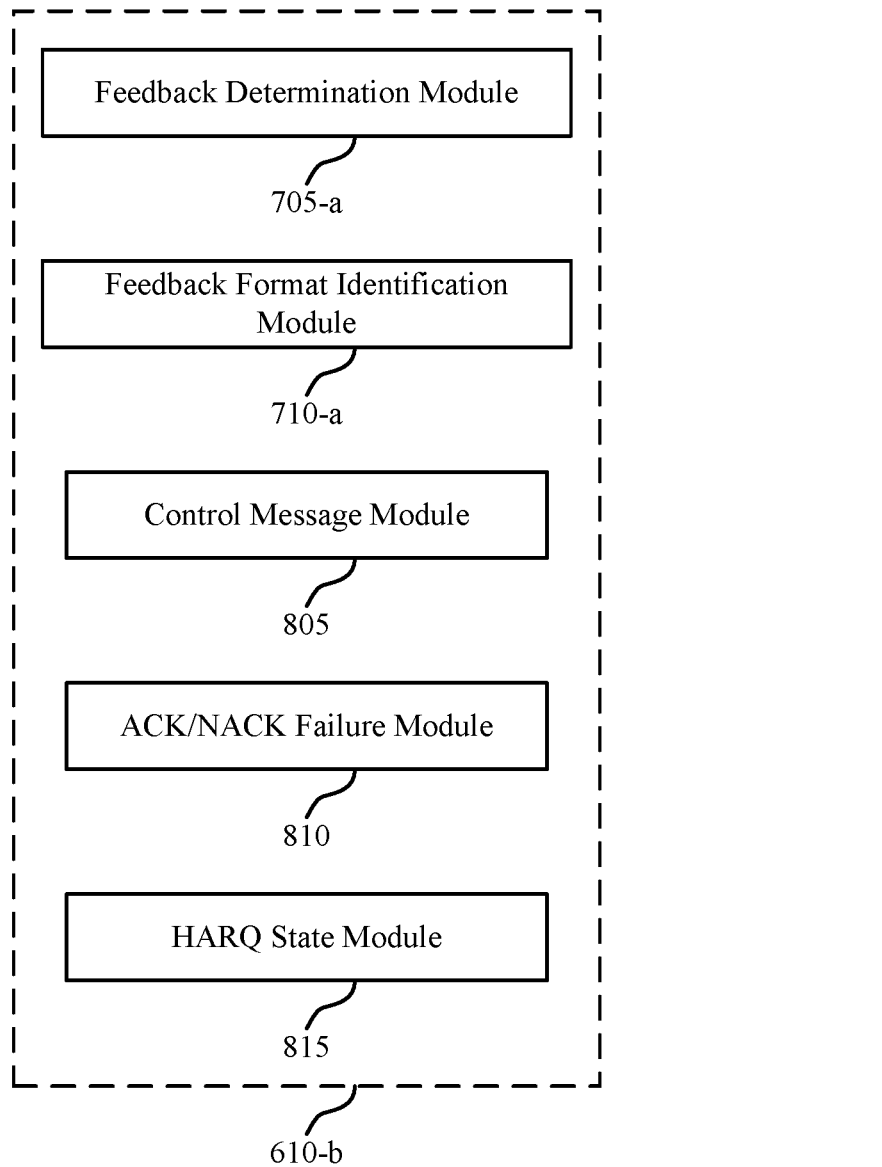 Feedback Determination Module
705-a
Feedback Format Identification
Module
710-a
Control Message Module
805
ACK/NACK Failure Module
810
HARQ State Module
815
610-b